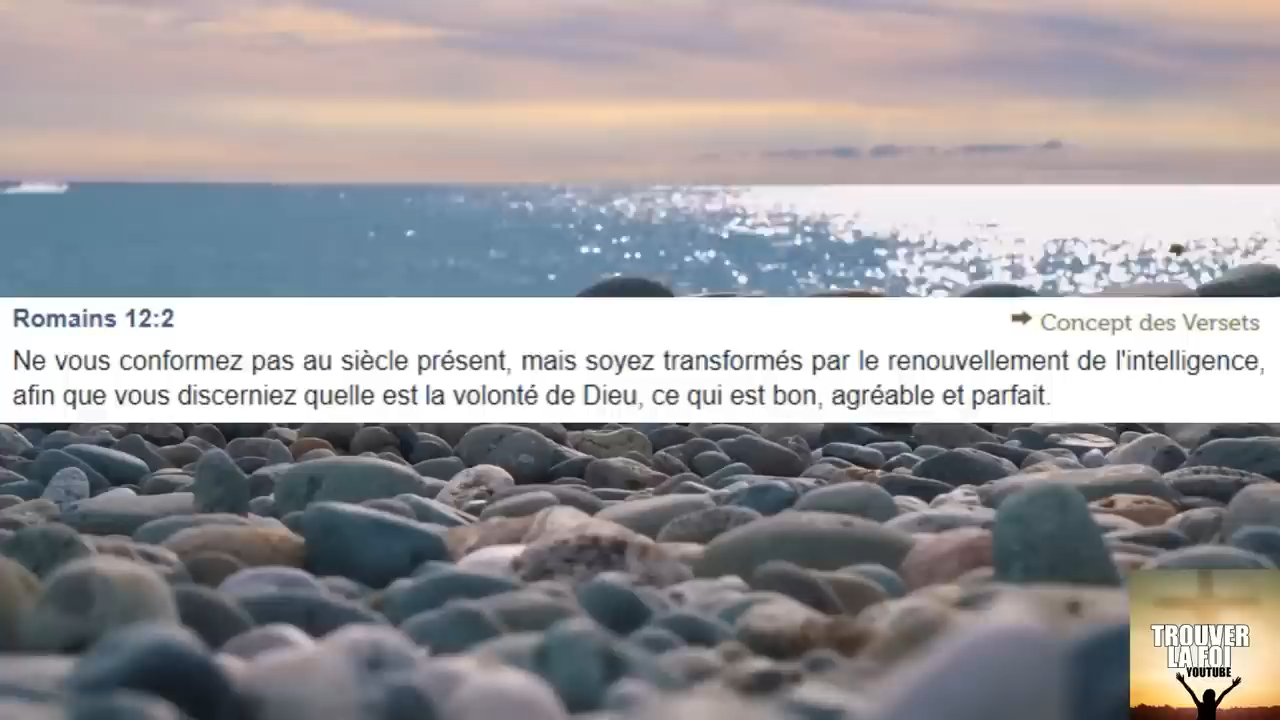 Romains 12:2
Concept des Versets
Ne vous conformez pas au siècle présent, mais soyez transformés par le renouvellement de l'intelligence,
afin que vous discerniez quelle est la volonté de Dieu, ce qui est bon, agréable et parfait.
TROUVER
LA FOI
YOUTUBE